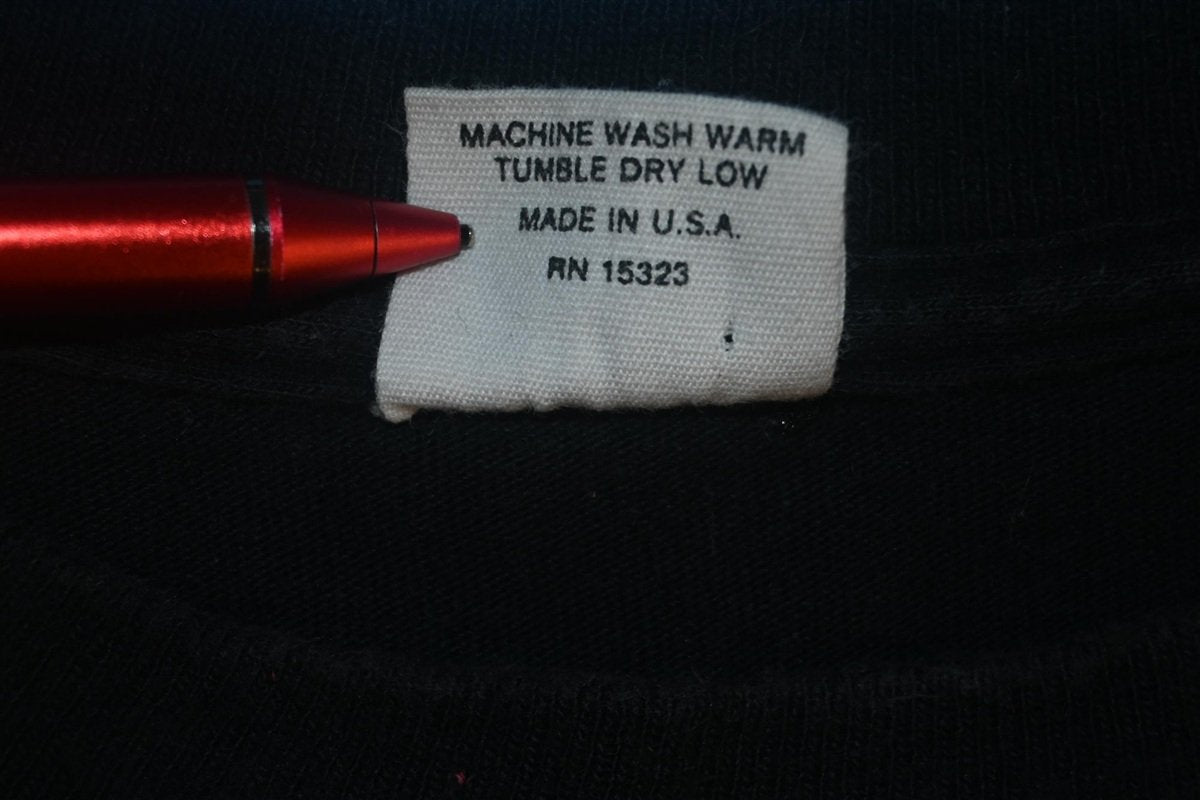 MACHINE WASH WARM
TUMBLE DRY LOW
MADE IN U.S.A.
RN 15323